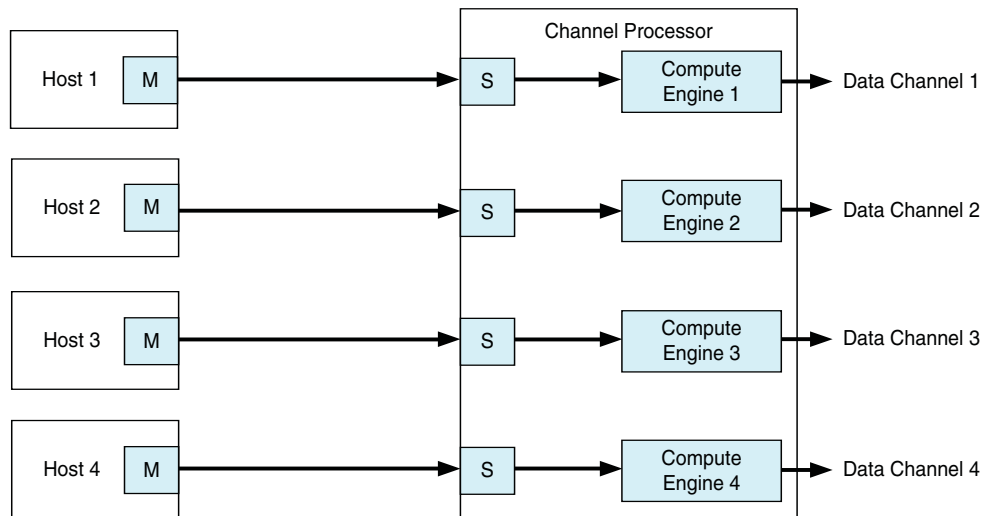 Channel Processor
Host 1
M
S
Compute
Engine 1
Data Channel 1
Host 2
M
S
Compute
Engine 2
Data Channel 2
Host 3
M
S
Compute
Engine 3
Data Channel 3
Host 4
M
S
Compute
Engine 4
Data Channel 4